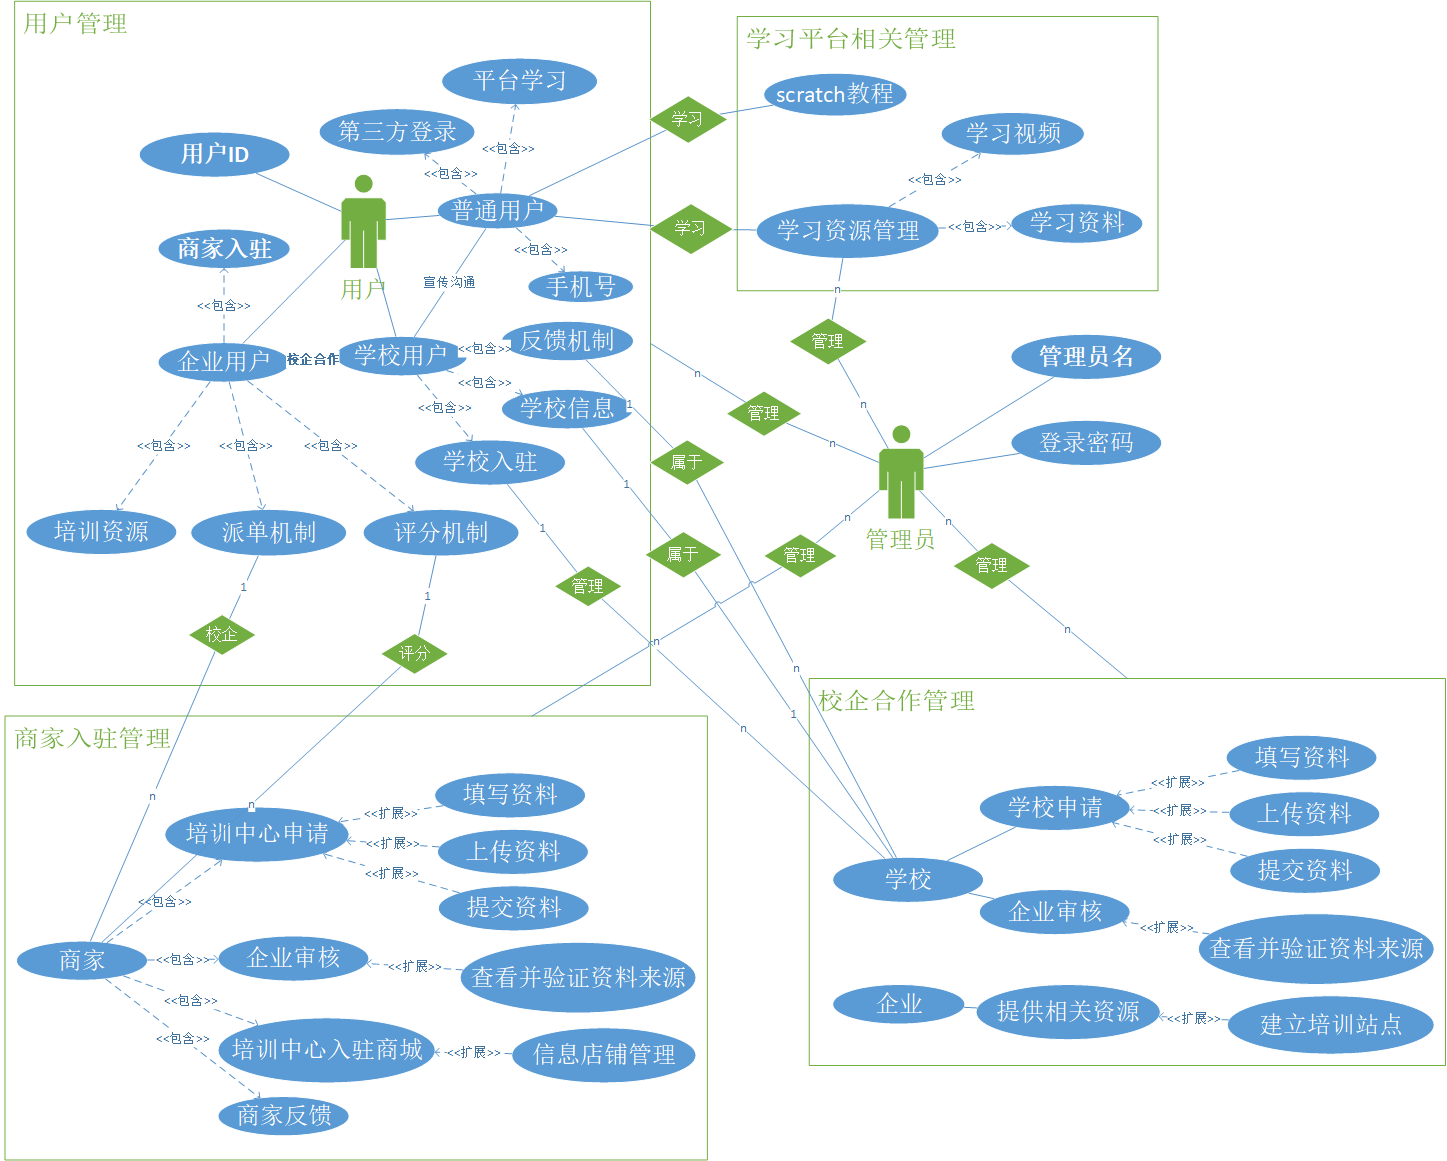 用户管理
平台学习
第三方登录
<<包含>>
<<包含>>
用户ID
普通用户
商家入驻
用户
宣传沟通
<<包含>>
手机号
<<包含>>
企业用户
校企合作
学校用户
<<包含>>
反馈机制
<<包含>>
学校信息
<<包含>>
学校入驻
<<包含>>
<<包含>>
<<包含>>
培训资源
派单机制
评分机制
1
1
1
1
1
校企
评分
管理
属于
属于
学习
学习
学习平台相关管理
scratch教程
学习视频
<<包含>>
学习资源管理
<<包含>>
学习资料
n
管理
n
n
管理
n
管理员名
登录密码
管理员
n
管理
n
n
管理
n
n
1
n
商家入驻管理
n
n
培训中心申请
<<扩展>>
填写资料
<<扩展>>
上传资料
<<扩展>>
提交资料
<<包含>>
商家
<<包含>>
企业审核
<<扩展>>
查看并验证资料来源
<<包含>>
培训中心入驻商城
<<扩展>>
信息店铺管理
<<包含>>
商家反馈
校企合作管理
学校申请
<<扩展>>
填写资料
<<扩展>>
上传资料
<<扩展>>
提交资料
学校
企业审核
<<扩展>>
查看并验证资料来源
企业
提供相关资源
<<扩展>>
建立培训站点